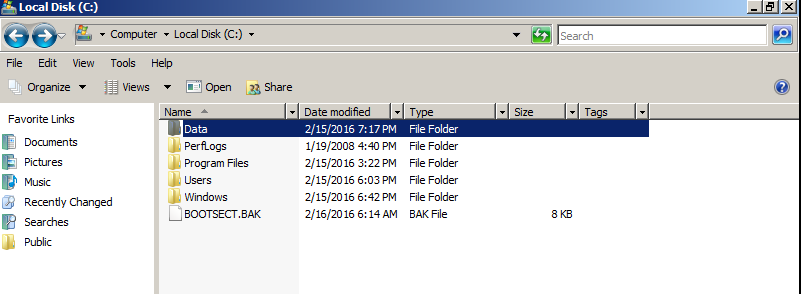 Local Disk (C:)
Computer Local Disk (C:) Search
File Edit View Tools Help
Organize Views Open Share
Favorite Links
Documents
Pictures
Music
Recently Changed
Searches
Public
Name Date modified Type Size Tags
Data 2/15/2016 7:17 PM File Folder
PerfLogs 1/19/2008 4:40 PM File Folder
Program Files 2/15/2016 3:22 PM File Folder
Users 2/15/2016 6:03 PM File Folder
Windows 2/15/2016 6:42 PM File Folder
BOOTSECT.BAK 2/16/2016 6:14 AM BAK File 8 KB